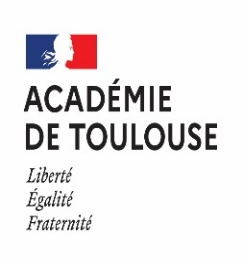 ACADÉMIE
DE TOULOUSE
Liberté
Égalité
Fraternité